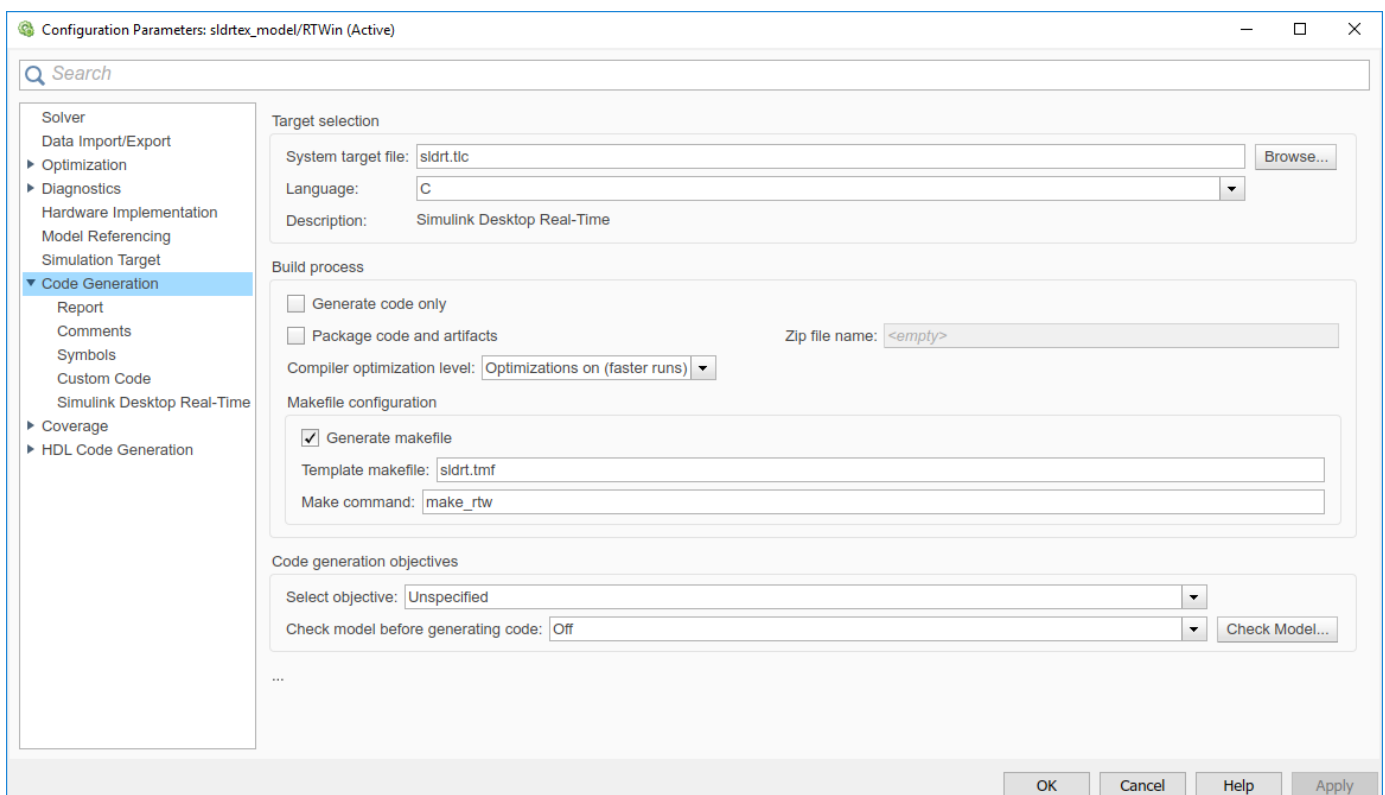 Configuration Parameters: sldrtex_model/RTWin (Active)
Search
Solver
Data Import/Export
Optimization
Diagnostics
Hardware Implementation
Model Referencing
Simulation Target
Code Generation
Report
Comments
Symbols
Custom Code
Simulink Desktop Real-Time
Coverage
HDL Code Generation
Target selection
System target file: sldrt.tlc Browse...
Language: C
Description: Simulink Desktop Real-Time
Build process
Generate code only
Package code and artifacts Zip file name: <empty>
Compiler optimization level: Optimizations on (faster runs)
Makefile configuration
Generate makefile
Template makefile: sldrt.tmf
Make command: make_rtw
Code generation objectives
Select objective: Unspecified
Check model before generating code: Off Check Model...
...
OK Cancel Help Apply